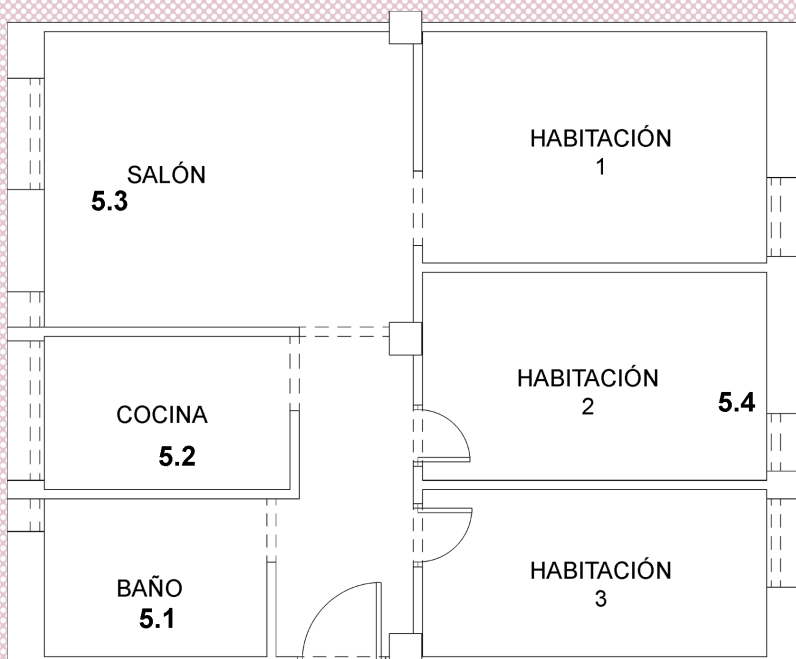 SALÓN
5.3
HABITACIÓN
1
COCINA
5.2
HABITACIÓN
2
5.4
BAÑO
5.1
HABITACIÓN
3